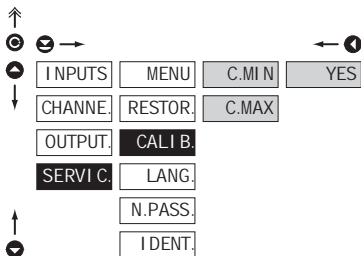 INPUTS MENU C.MIN YES
CHANNE. RESTOR. C.MAX
OUTPUT. CALIB.
SERVIC. LANG.
N.PASS.
IDENT.